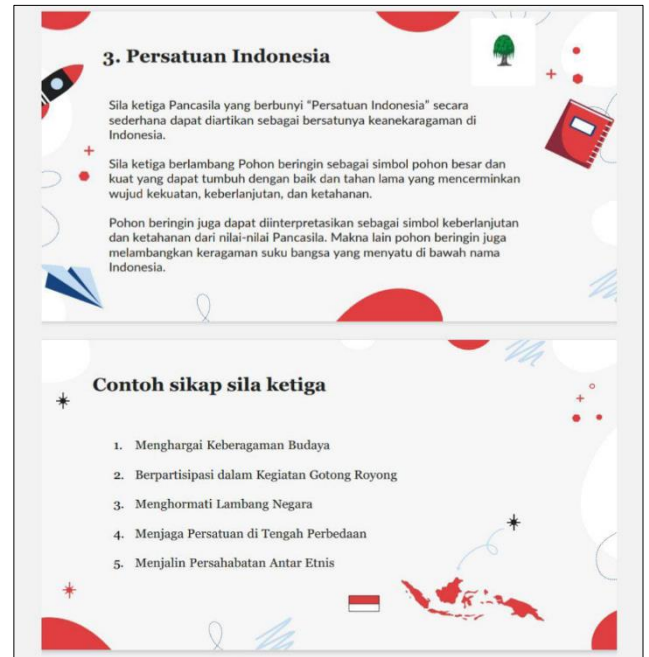 3. Persatuan Indonesia
Sila ketiga Pancasila yang berbunyi “Persatuan Indonesia” secara
sederhana dapat diartikan sebagai bersatunya keanekaragaman di
Indonesia.
Sila ketiga berlambang Pohon beringin sebagai simbol pohon besar dan
kuat yang dapat tumbuh dengan baik dan tahan lama yang mencerminkan
wujud kekuatan, keberlanjutan, dan ketahanan.
Pohon beringin juga dapat diinterpretasikan sebagai simbol keberlanjutan
dan ketahanan dari nilai-nilai Pancasila. Makna lain pohon beringin juga
melambangkan keragaman suku bangsa yang menyatu di bawah nama
Indonesia.
Contoh sikap sila ketiga
1. Menghargai Keberagaman Budaya
2. Berpartisipasi dalam Kegiatan Gotong Royong
3. Menghormati Lambang Negara
4. Menjaga Persatuan di Tengah Perbedaan
5. Menjalin Persahabatan Antar Etnis